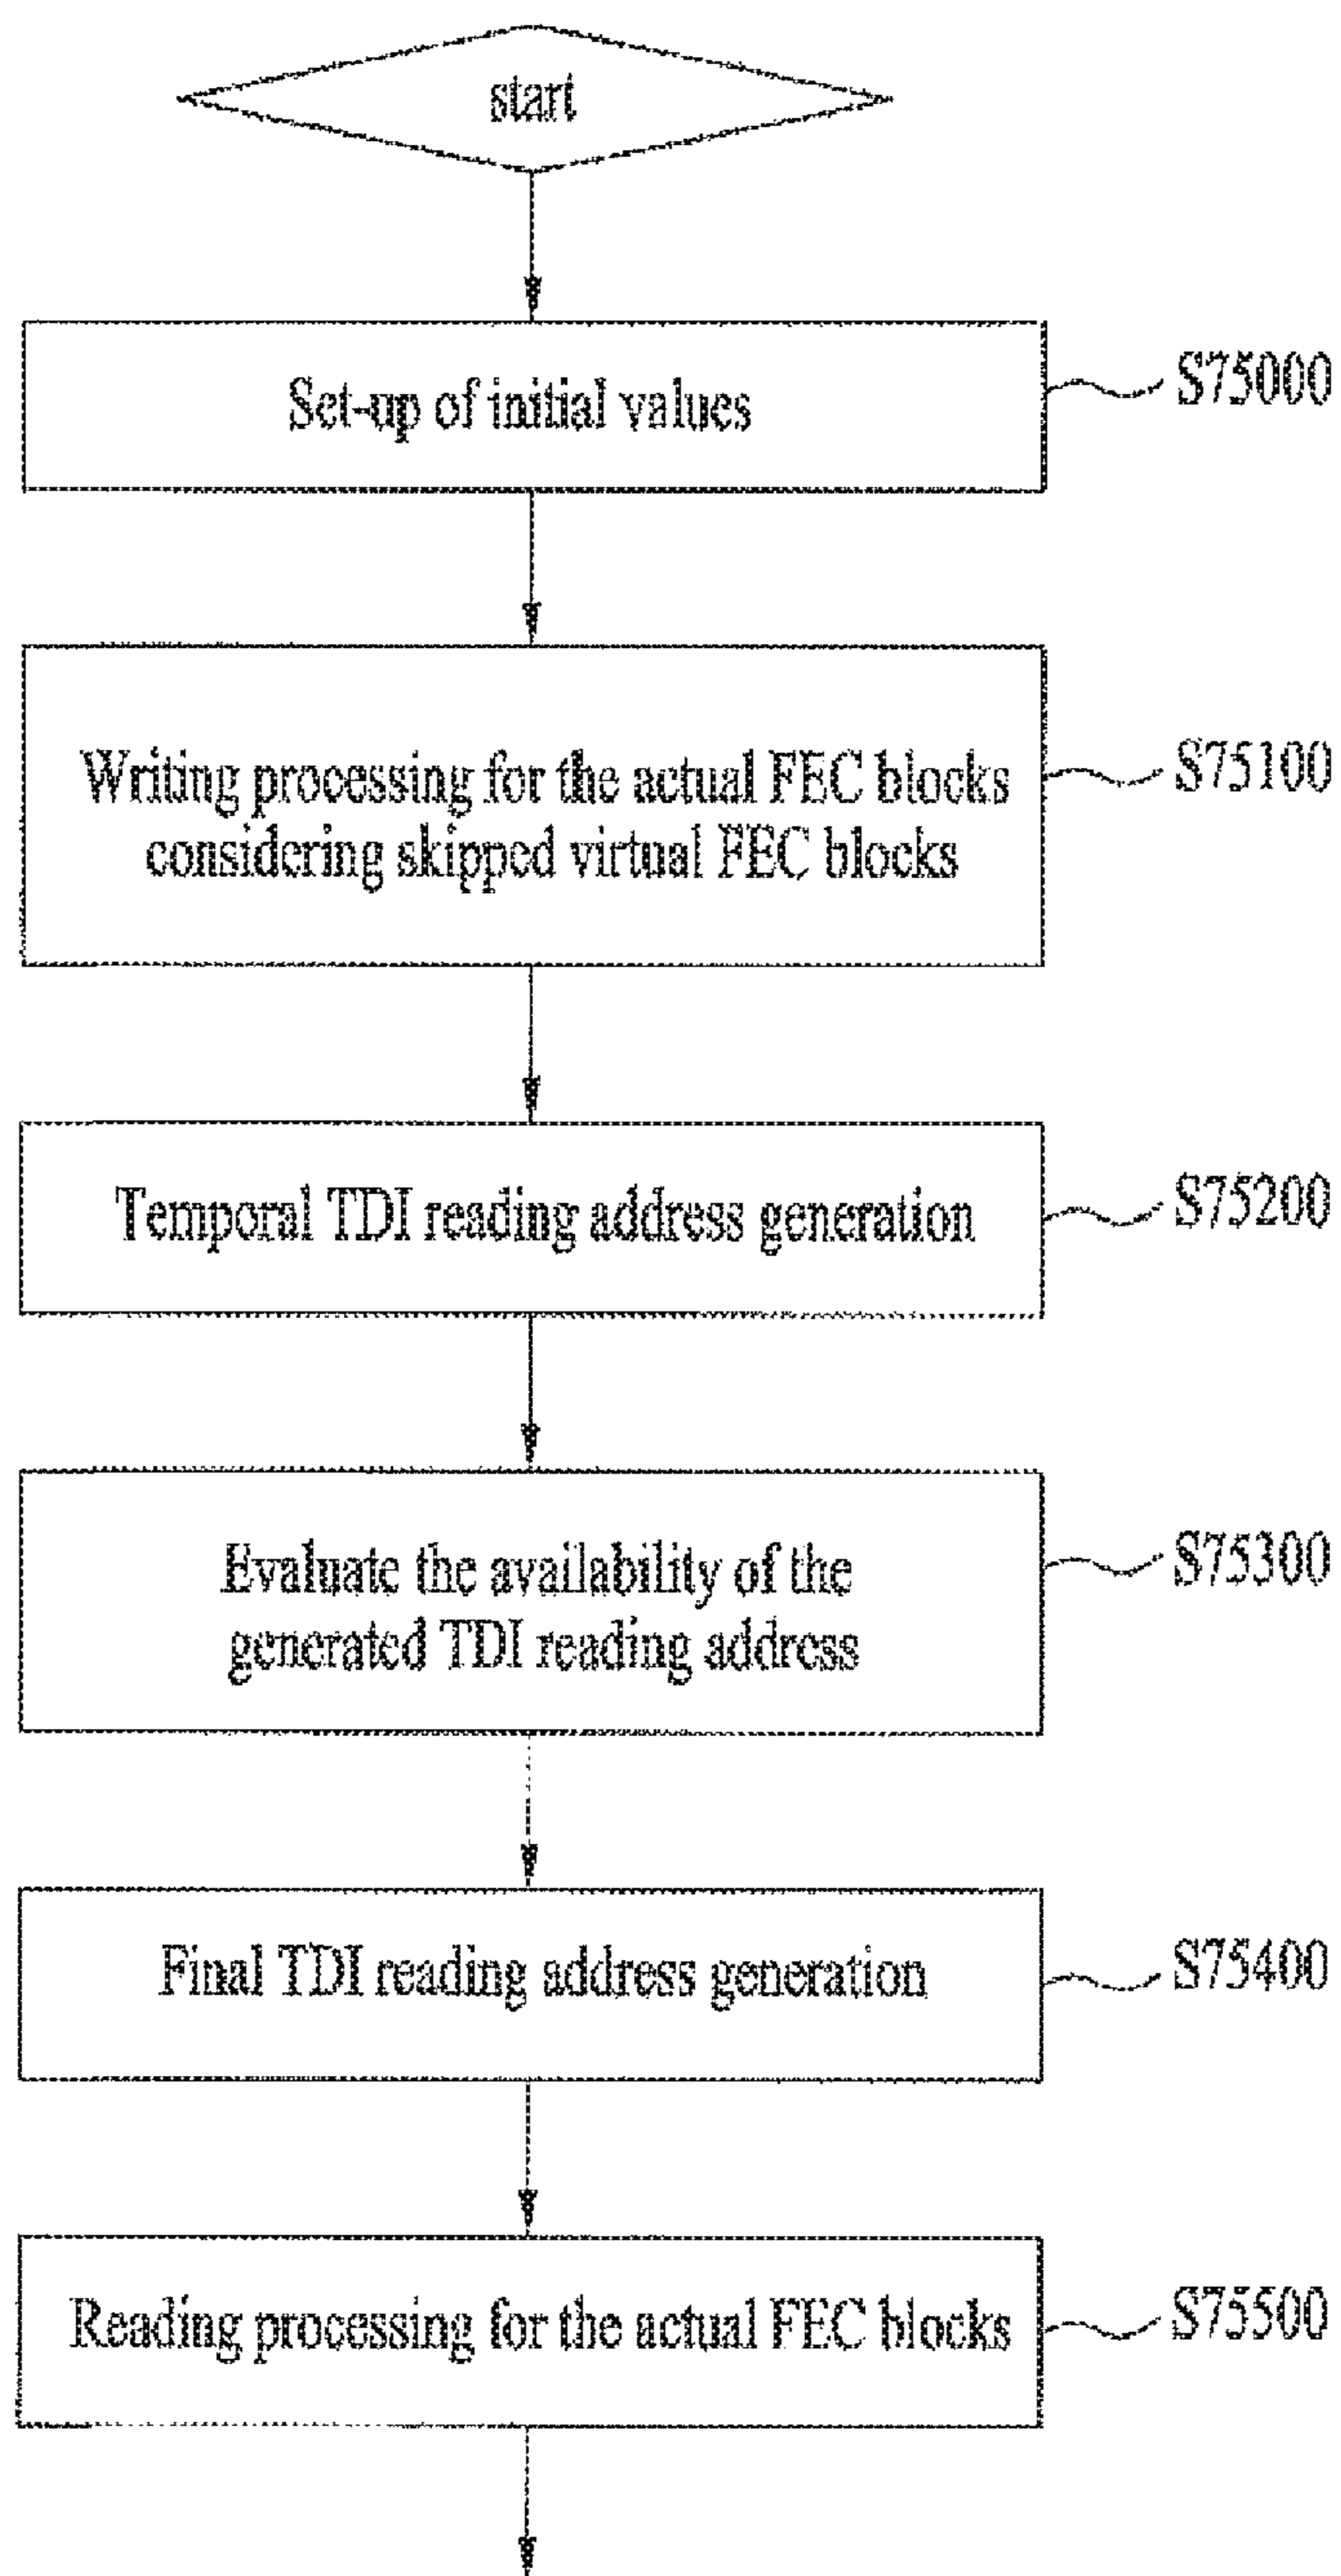 start
Set-up of initial values
S75000
Writing processing for the actual FEC blocks
considering skipped virtual FEC blocks
S75100
Temporal TDI reading address generation
S75200
Evaluate the availability of the
generated TDI reading address
S75300
Final TDI reading address generation
S75400
Reading processing for the actual FEC blocks
S75500